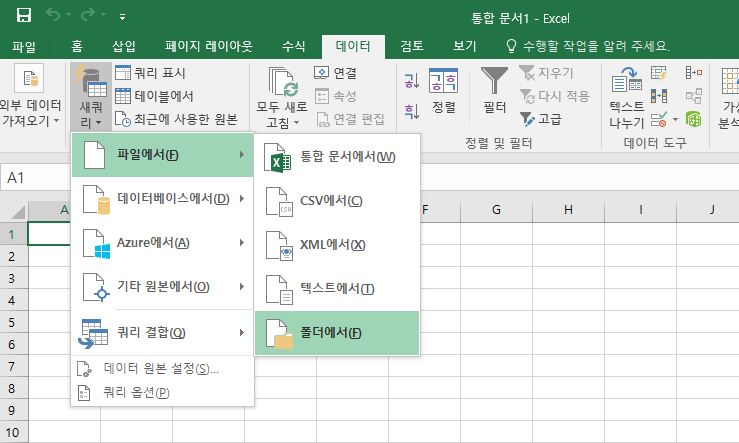 통합 문서1 - Excel
파일 홈 삽입 페이지 레이아웃 수식 데이터 검토 보기 수행할 작업을 알려 주세요.
외부 데이터
가져오기
새쿼
리
쿼리 표시
테이블에서
최근에 사용한 원본
모두 새로
고침
연결
속성
연결 편집
정렬
필터
지우기
다시 적용
고급
정렬 및 필터
텍스트
나누기
데이터 도구
가상
분석
A1
파일에서(F)
데이터베이스에서(D)
Azure에서(A)
기타 원본에서(O)
쿼리 결합(Q)
데이터 원본 설정(S)...
쿼리 옵션(P)
통합 문서에서(W)
CSV에서(C)
XML에서(X)
텍스트에서(T)
폴더에서(F)
A F G H I J
1
2
3
4
5
6
7
8
9
10